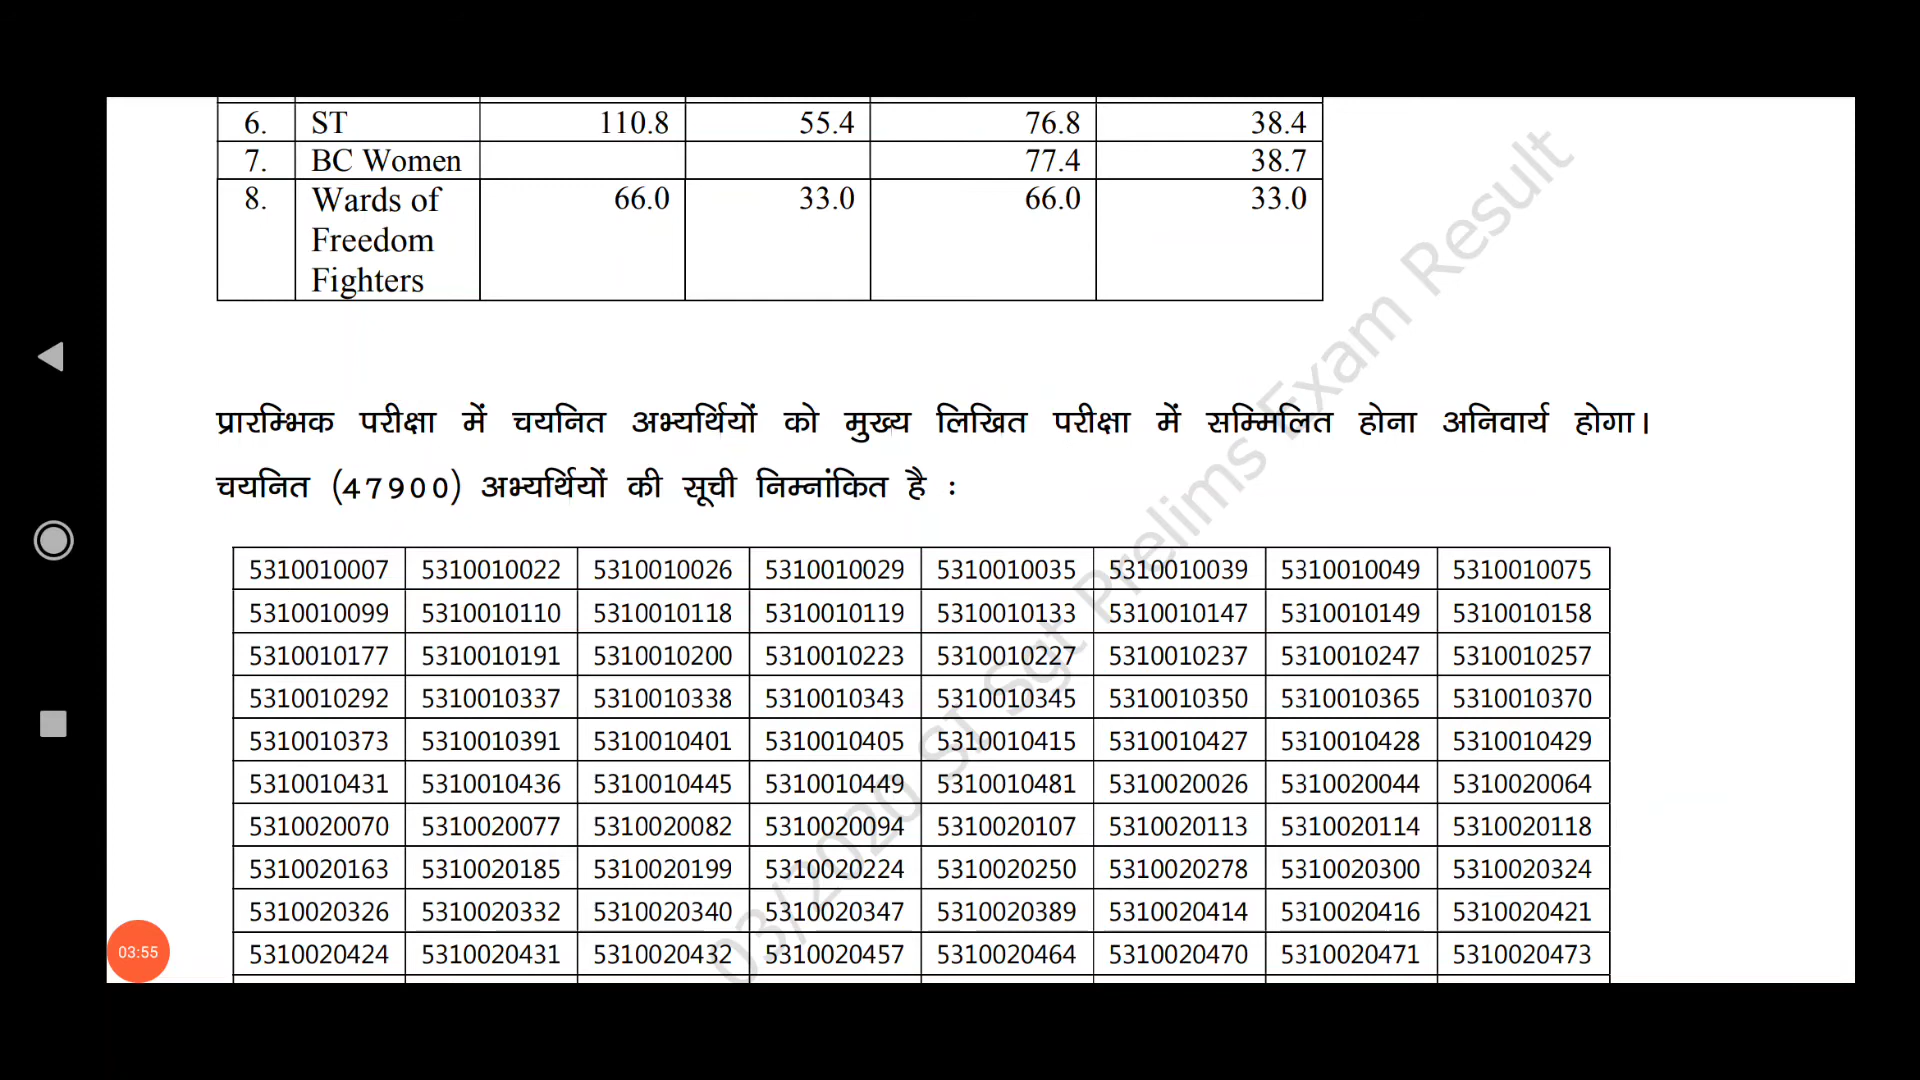 6. ST 110.8 55.4 76.8 38.4
7. BC Women 77.4 38.7
8. Wards of 66.0 33.0 66.0 33.0
Freedom
Fighters
प्रारम्भिक परीक्षा में चयनित अभ्यर्थियों को मुख्य लिखित परीक्षा में सम्मिलित होना अनिवार्य होगा।
चयनित (47900) अभ्यर्थियों की सूची निम्नांकित है :
5310010007 5310010022 5310010026 5310010029 5310010035 5310010039 5310010049 5310010075
5310010099 5310010110 5310010118 5310010119 5310010133 5310010147 5310010149 5310010158
5310010177 5310010191 5310010200 5310010223 5310010227 5310010237 5310010247 5310010257
5310010292 5310010337 5310010338 5310010343 5310010345 5310010350 5310010365 5310010370
5310010373 5310010391 5310010401 5310010405 5310010415 5310010427 5310010428 5310010429
5310010431 5310010436 5310010445 5310010449 5310010481 5310020026 5310020044 5310020064
5310020070 5310020077 5310020082 5310020094 5310020107 5310020113 5310020114 5310020118
5310020163 5310020185 5310020199 5310020224 5310020250 5310020278 5310020300 5310020324
5310020326 5310020332 5310020340 5310020347 5310020389 5310020414 5310020416 5310020421
5310020424 5310020431 5310020432 5310020457 5310020464 5310020470 5310020471 5310020473
03/2020 SI Sgt Prelims Exam Result
03:55